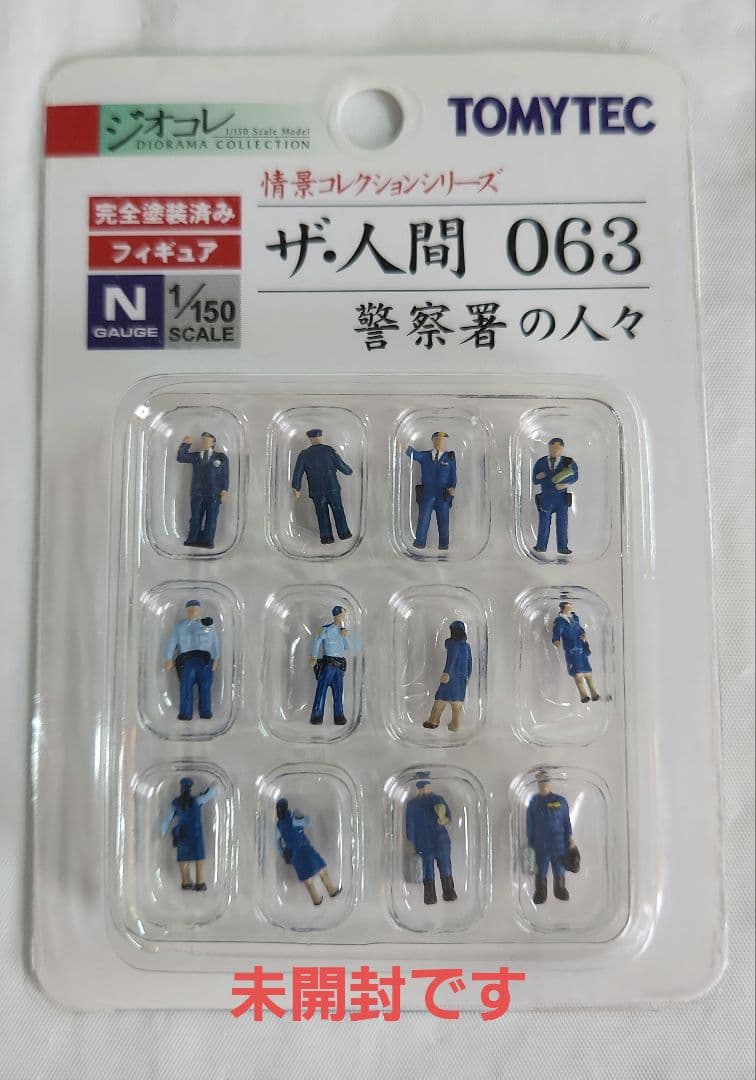 ジオコレ
1/150 Scale Model
DIORAMA COLLECTION
TOMYTEC
情景コレクションシリーズ
完全塗装済み
フィギュア
ザ・人間 063
N
GAUGE
1/150
SCALE
警察署の人々
未開封です